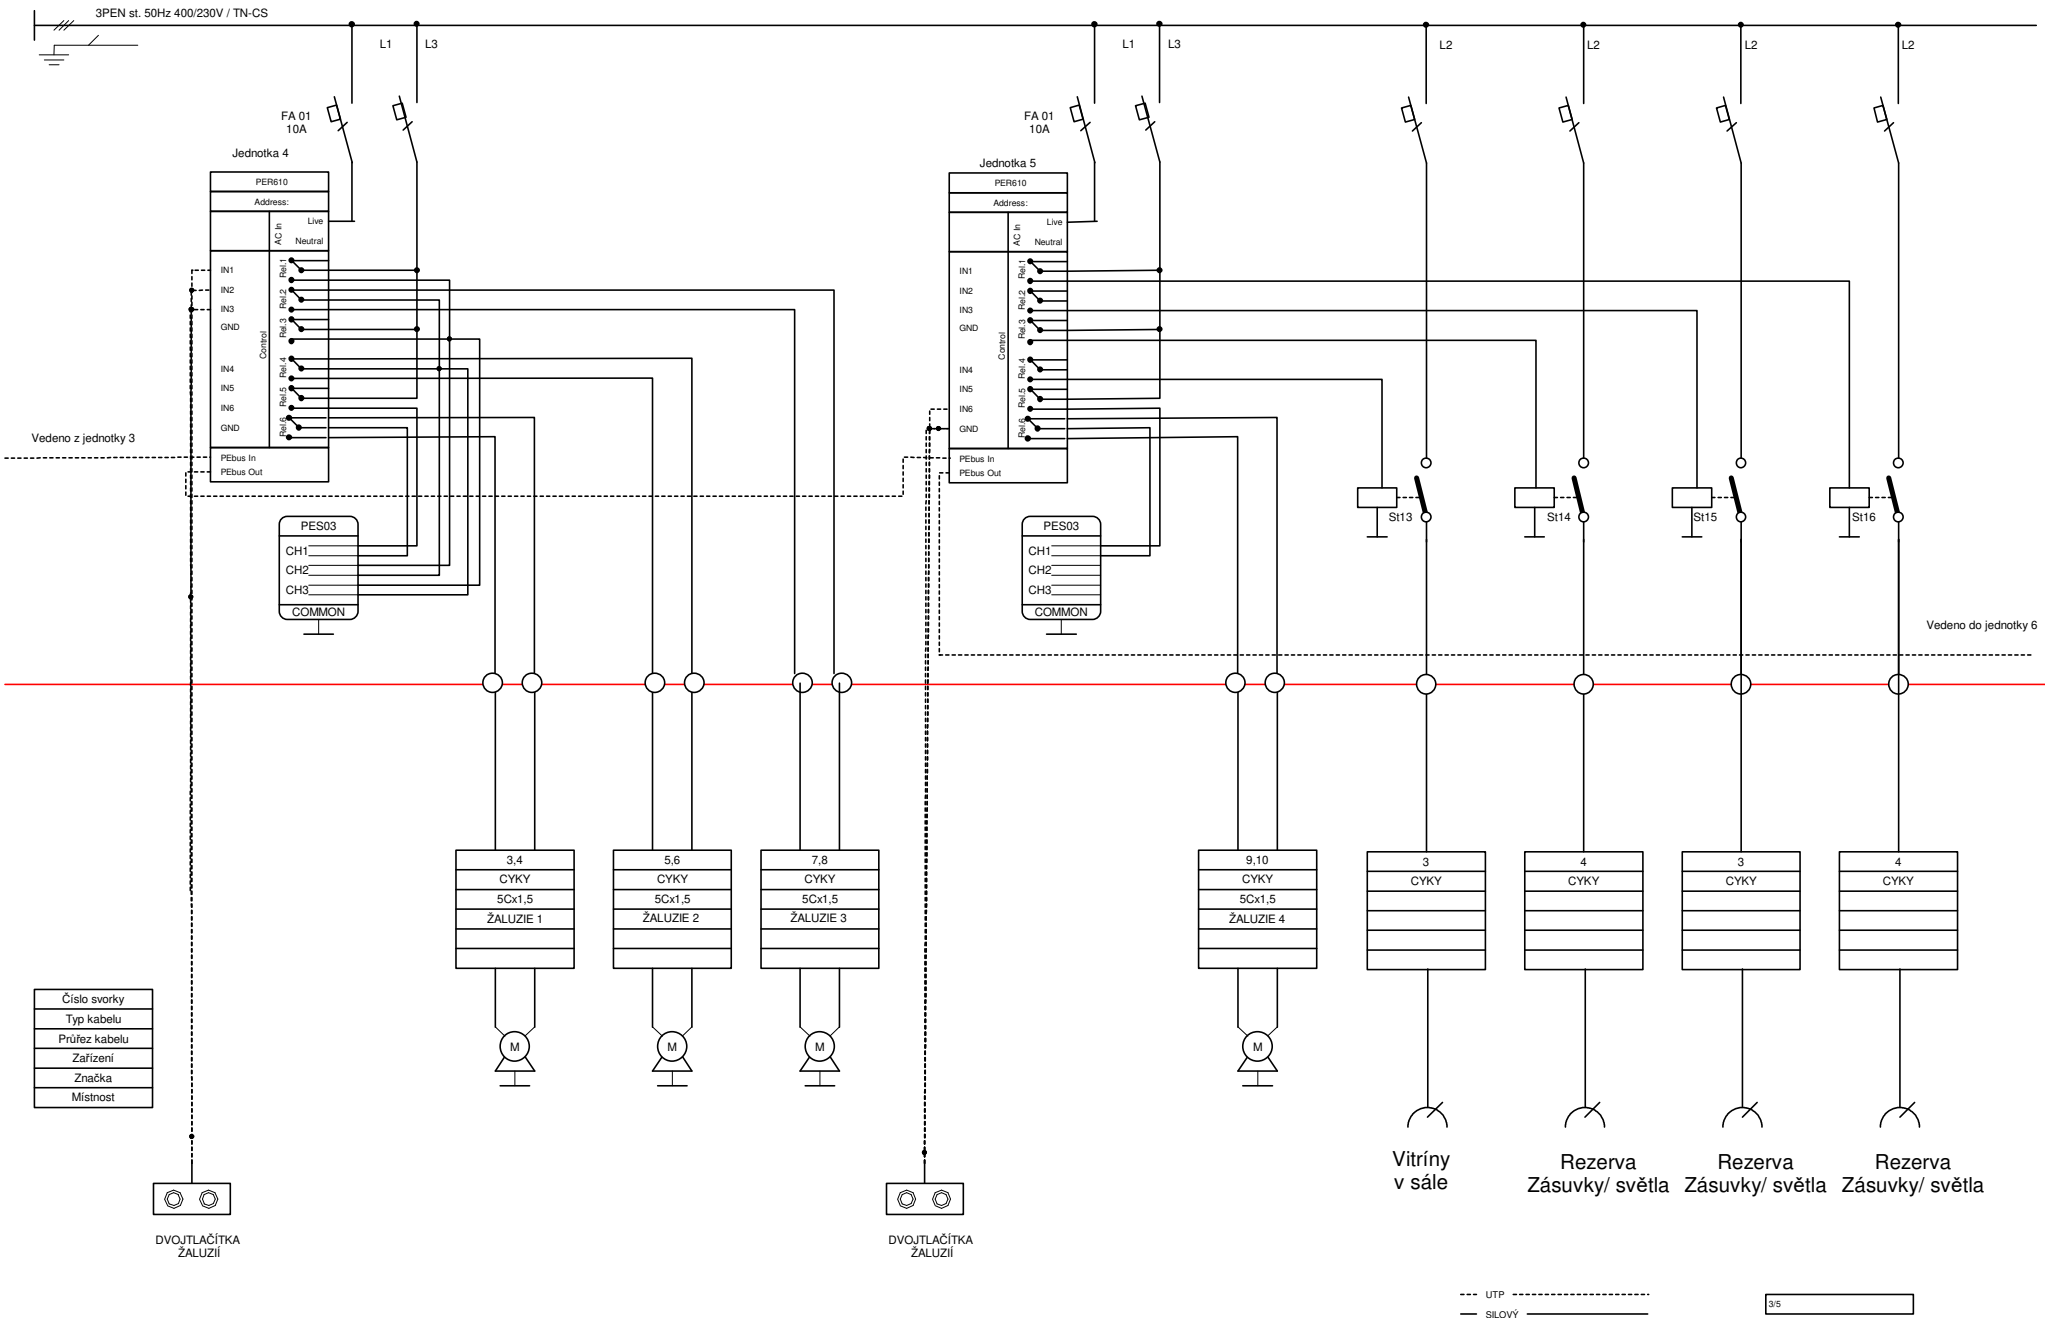 3PEN st. 50Hz 400/230V / TN-CS
L1
L3
L1
L3
L2
L2
L2
L2
FA 01
10A
FA 01
10A
Jednotka 4
PER610
Address:
AC In
Live
Neutral
Control
IN1
IN2
IN3
GND
IN4
IN5
IN6
GND
Rel.1
Rel.2
Rel.3
Rel.4
Rel.5
Rel.6
PEbus In
PEbus Out
Jednotka 5
PER610
Address:
AC In
Live
Neutral
Control
IN1
IN2
IN3
GND
IN4
IN5
IN6
GND
Rel.1
Rel.2
Rel.3
Rel.4
Rel.5
Rel.6
PEbus In
PEbus Out
Vedeno z jednotky 3
PES03
CH1
CH2
CH3
COMMON
PES03
CH1
CH2
CH3
COMMON
St13
St14
St15
St16
Vedeno do jednotky 6
3,4
CYKY
5Cx1,5
ŽALUZIE 1
5,6
CYKY
5Cx1,5
ŽALUZIE 2
7,8
CYKY
5Cx1,5
ŽALUZIE 3
9,10
CYKY
5Cx1,5
ŽALUZIE 4
3
CYKY
4
CYKY
3
CYKY
4
CYKY
Číslo svorky
Typ kabelu
Průřez kabelu
Zařízení
Značka
Místnost
M
M
M
M
Vitríny
v sále
Rezerva
Zásuvky/ světla
Rezerva
Zásuvky/ světla
Rezerva
Zásuvky/ světla
DVOJTLAČÍTKA
ŽALUZIÍ
DVOJTLAČÍTKA
ŽALUZIÍ
UTP
SILOVÝ
3/5